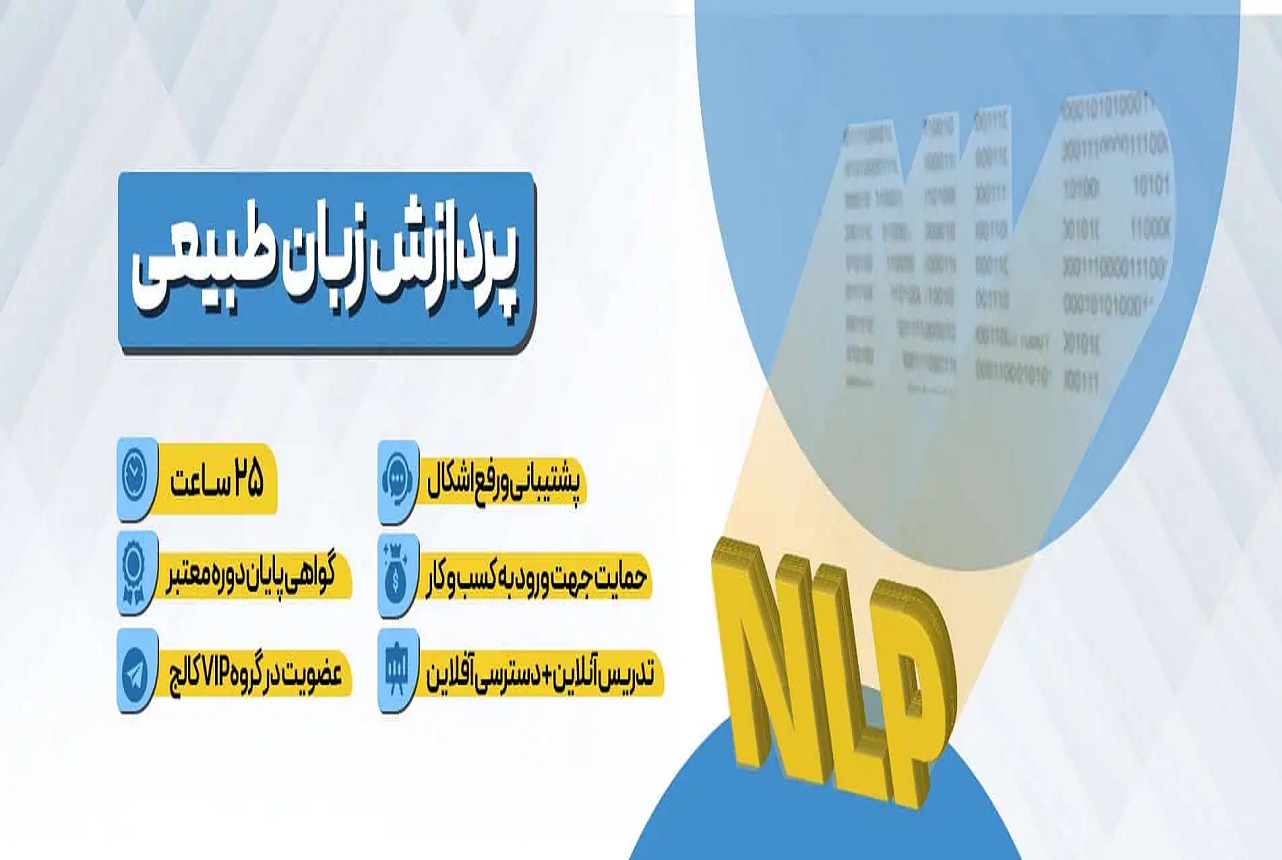 پردازش زبان طبیعی
پشتیبانی و رفع اشکال
۲۵ ساعت
حمایت جهت ورود به کسب و کار
گواهی پایان دوره معتبر
تدریس آنلاین + دسترسی آفلاین
عضویت در گروه VIP کالج
NLP